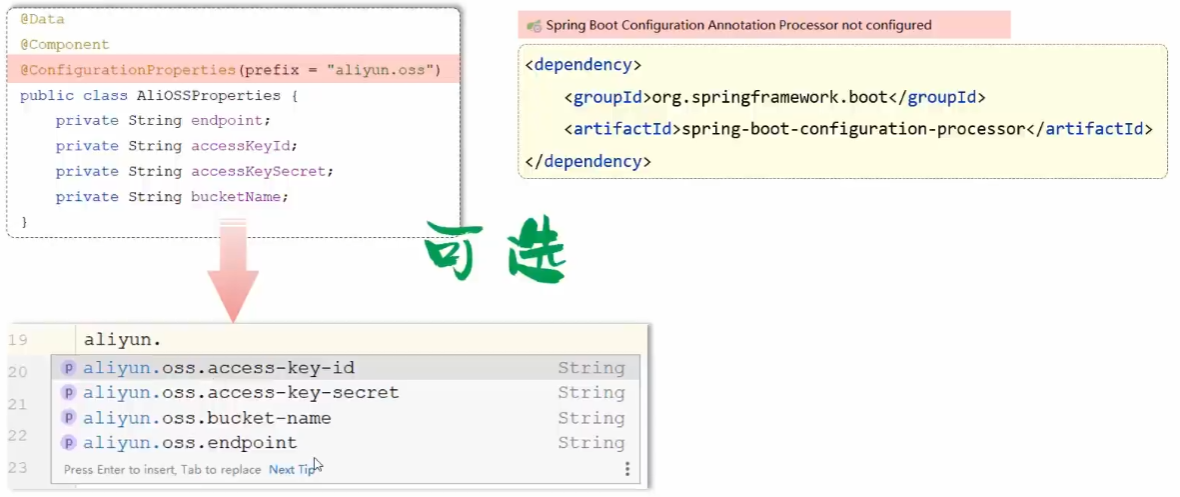 @Data
@Component
@ConfigurationProperties(prefix = "aliyun.oss")
public class AliOSSProperties {
    private String endpoint;
    private String accessKeyId;
    private String accessKeySecret;
    private String bucketName;
}
Spring Boot Configuration Annotation Processor not configured
<dependency>
    <groupId>org.springframework.boot</groupId>
    <artifactId>spring-boot-configuration-processor</artifactId>
</dependency>
可选
19 aliyun.
20 p aliyun.oss.access-key-id String
21 p aliyun.oss.access-key-secret String
22 p aliyun.oss.bucket-name String
p aliyun.oss.endpoint String
23 Press Enter to insert, Tab to replace Next Tip